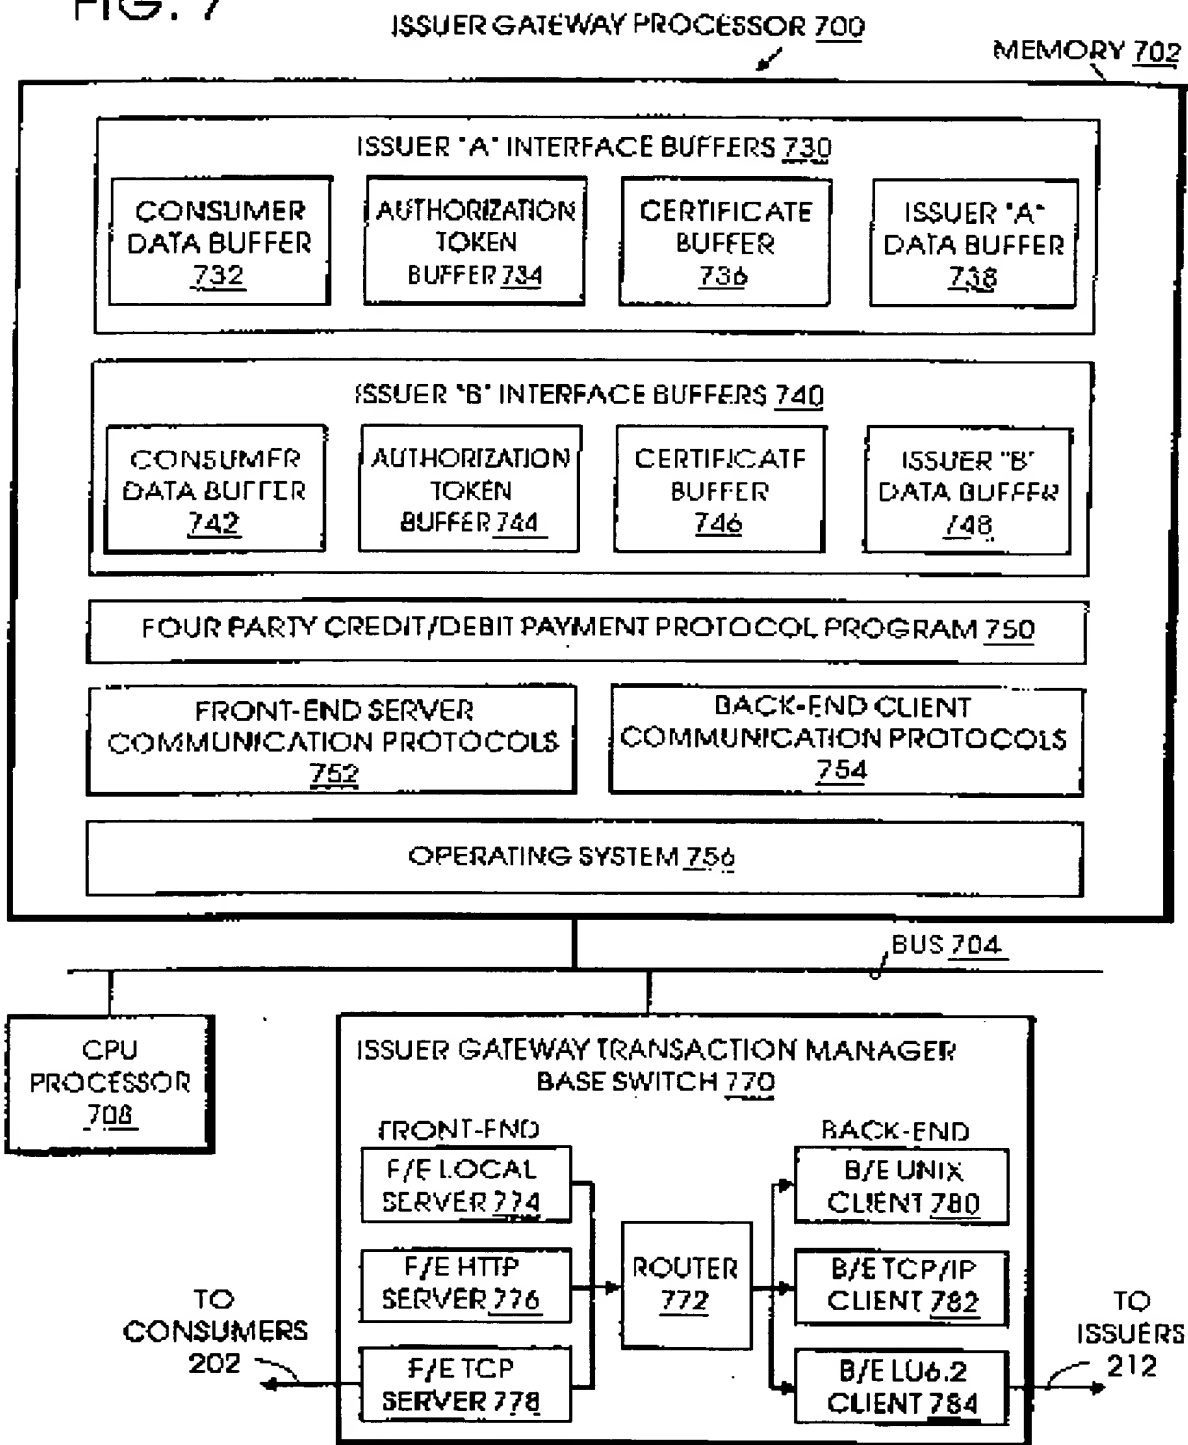 FIG. 7
ISSUER GATEWAY PROCESSOR 700
MEMORY 702
ISSUER "A" INTERFACE BUFFERS 730
CONSUMER
DATA BUFFER
732
AUTHORIZATION
TOKEN
BUFFER 734
CERTIFICATE
BUFFER
736
ISSUER "A"
DATA BUFFER
738
ISSUER "B" INTERFACE BUFFERS 740
CONSUMER
DATA BUFFER
742
AUTHORIZATION
TOKEN
BUFFER 744
CERTIFICATE
BUFFER
746
ISSUER "B"
DATA BUFFER
748
FOUR PARTY CREDIT/DEBIT PAYMENT PROTOCOL PROGRAM 750
FRONT-END SERVER
COMMUNICATION PROTOCOLS
752
BACK-END CLIENT
COMMUNICATION PROTOCOLS
754
OPERATING SYSTEM 756
BUS 704
CPU
PROCESSOR
708
ISSUER GATEWAY TRANSACTION MANAGER
BASE SWITCH 770
FRONT-END
F/E LOCAL
SERVER 774
F/E HTTP
SERVER 776
F/E TCP
SERVER 778
ROUTER
772
BACK-END
B/E UNIX
CLIENT 780
B/E TCP/IP
CLIENT 782
B/E LU6.2
CLIENT 784
TO
CONSUMERS
202
TO
ISSUERS
212